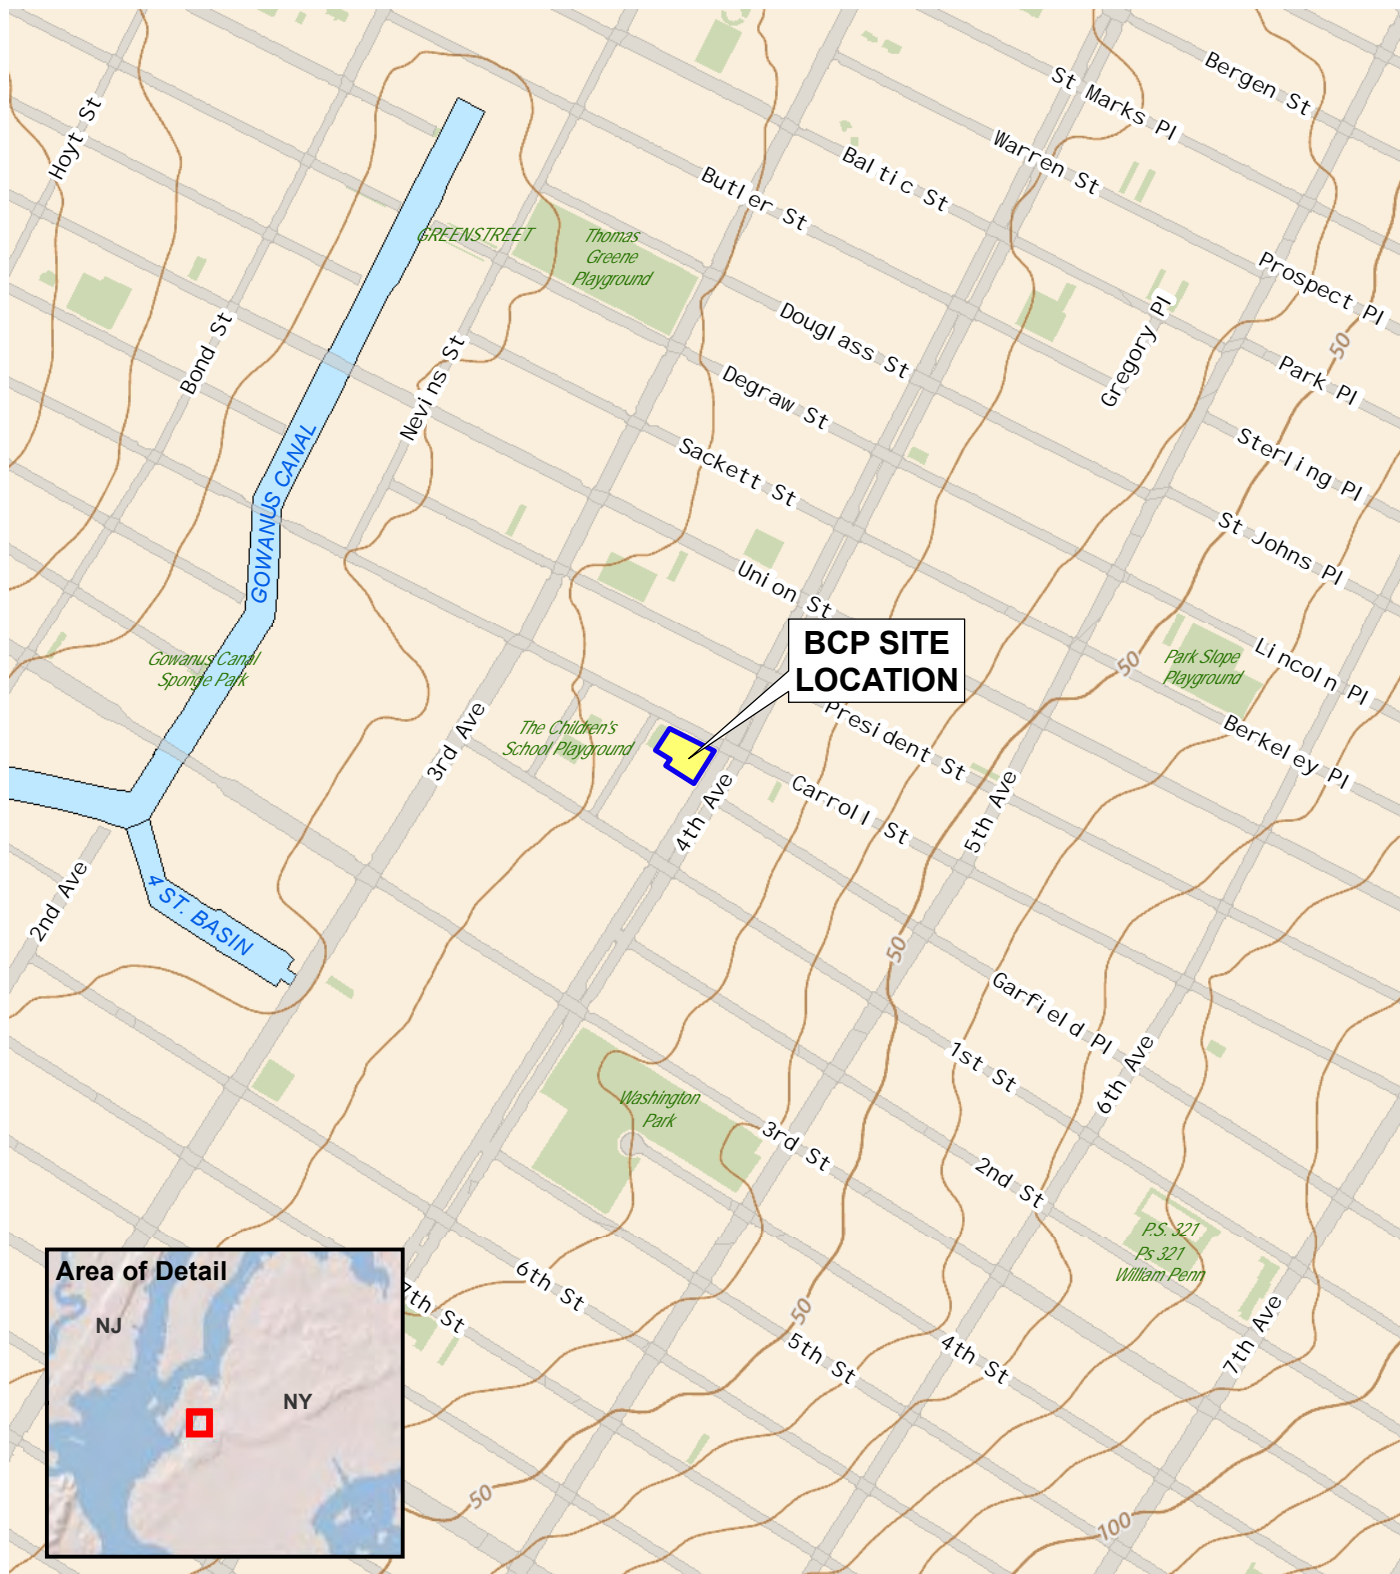 Hoyt St
St Marks Pl
Bergen St
Warren St
Baltic St
Butler St
GREENSTREET
Thomas
Greene
Playground
Prospect Pl
Gregory Pl
50
Bond St
Nevins St
Douglass St
Degraw St
Park Pl
Sackett St
Sterling Pl
GOWANUS CANAL
St Johns Pl
Union St
BCP SITE
LOCATION
Gowanus Canal
Sponge Park
50
Park Slope
Playground
Lincoln Pl
3rd Ave
The Children's
School Playground
President St
Berkeley Pl
4th Ave
Carroll St
5th Ave
2nd Ave
4 ST. BASIN
50
Garfield Pl
1st St
6th Ave
Washington
Park
3rd St
2nd St
P.S. 321
Ps 321
William Penn
Area of Detail
NJ
NY
7th St
6th St
50
5th St
4th St
7th Ave
50
100